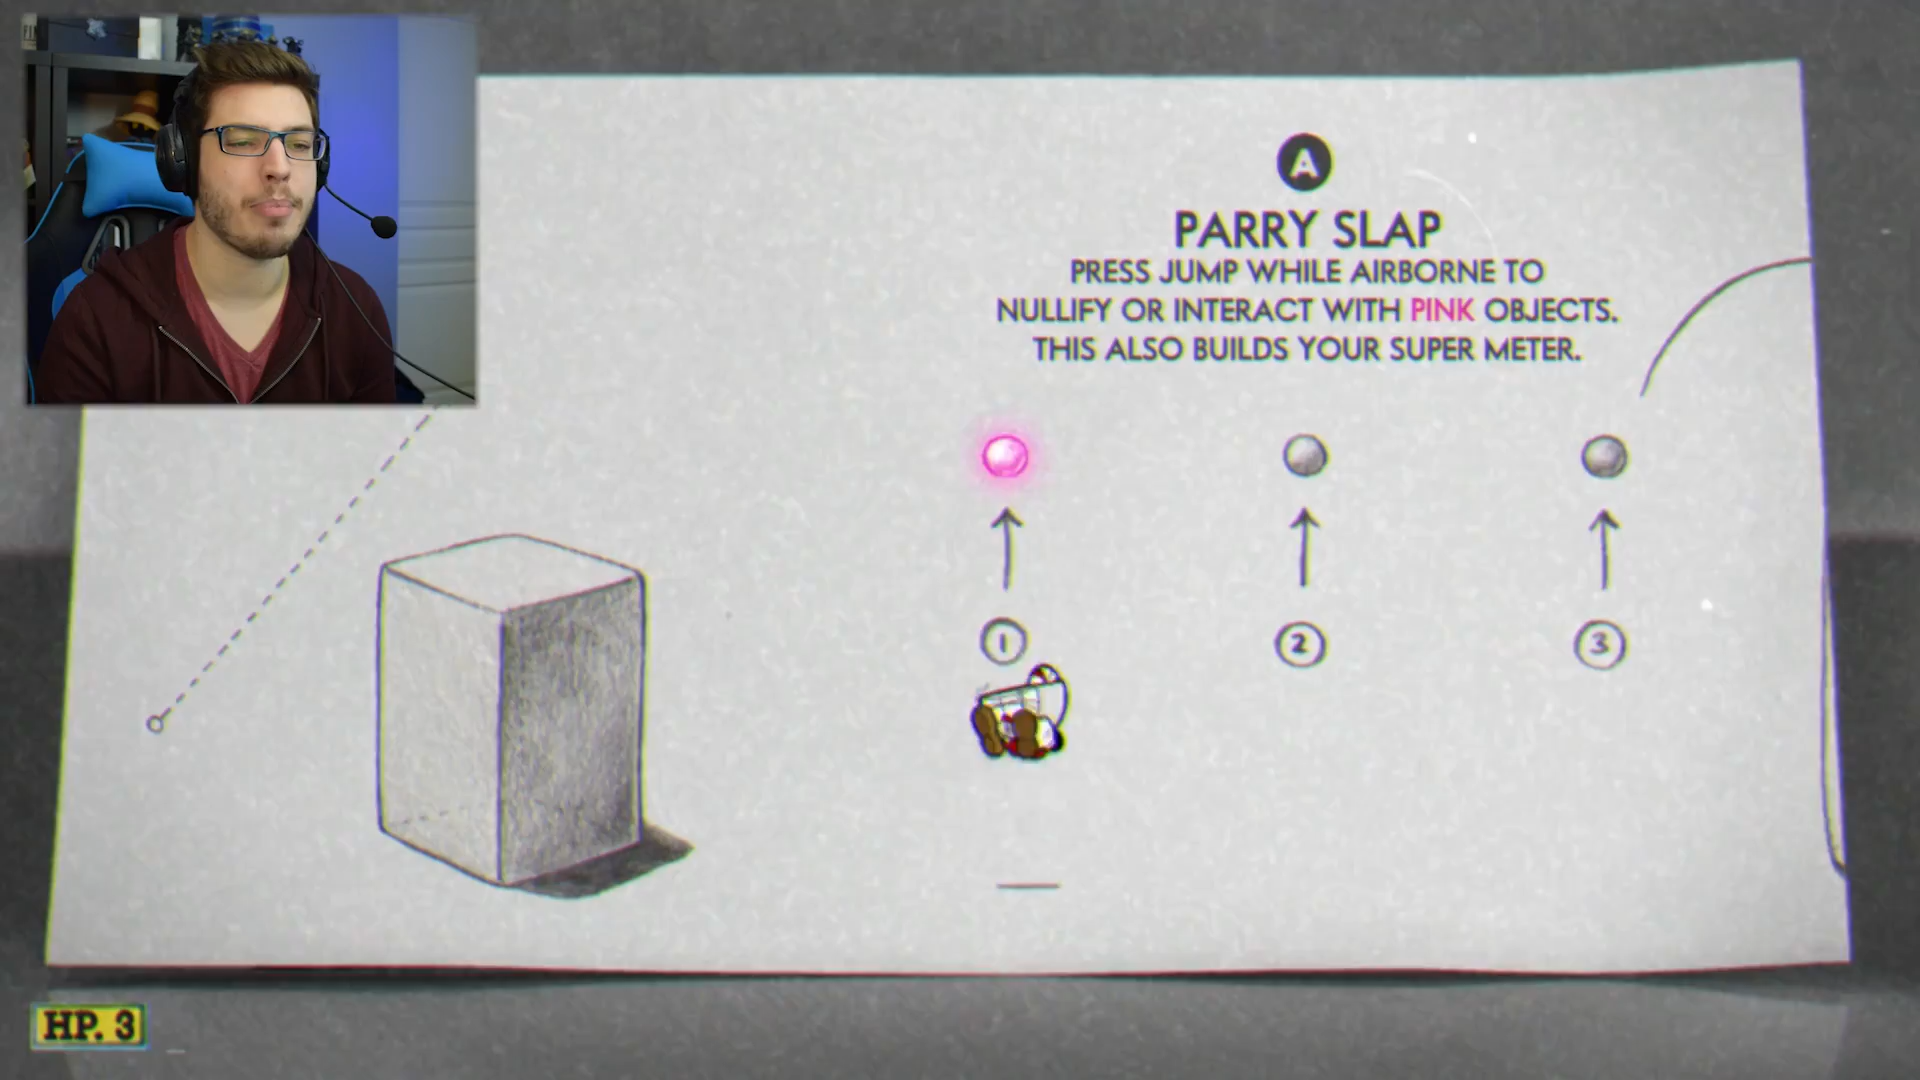 A
PARRY SLAP
PRESS JUMP WHILE AIRBORNE TO
NULLIFY OR INTERACT WITH PINK OBJECTS.
THIS ALSO BUILDS YOUR SUPER METER.
1 2 3
HP. 3